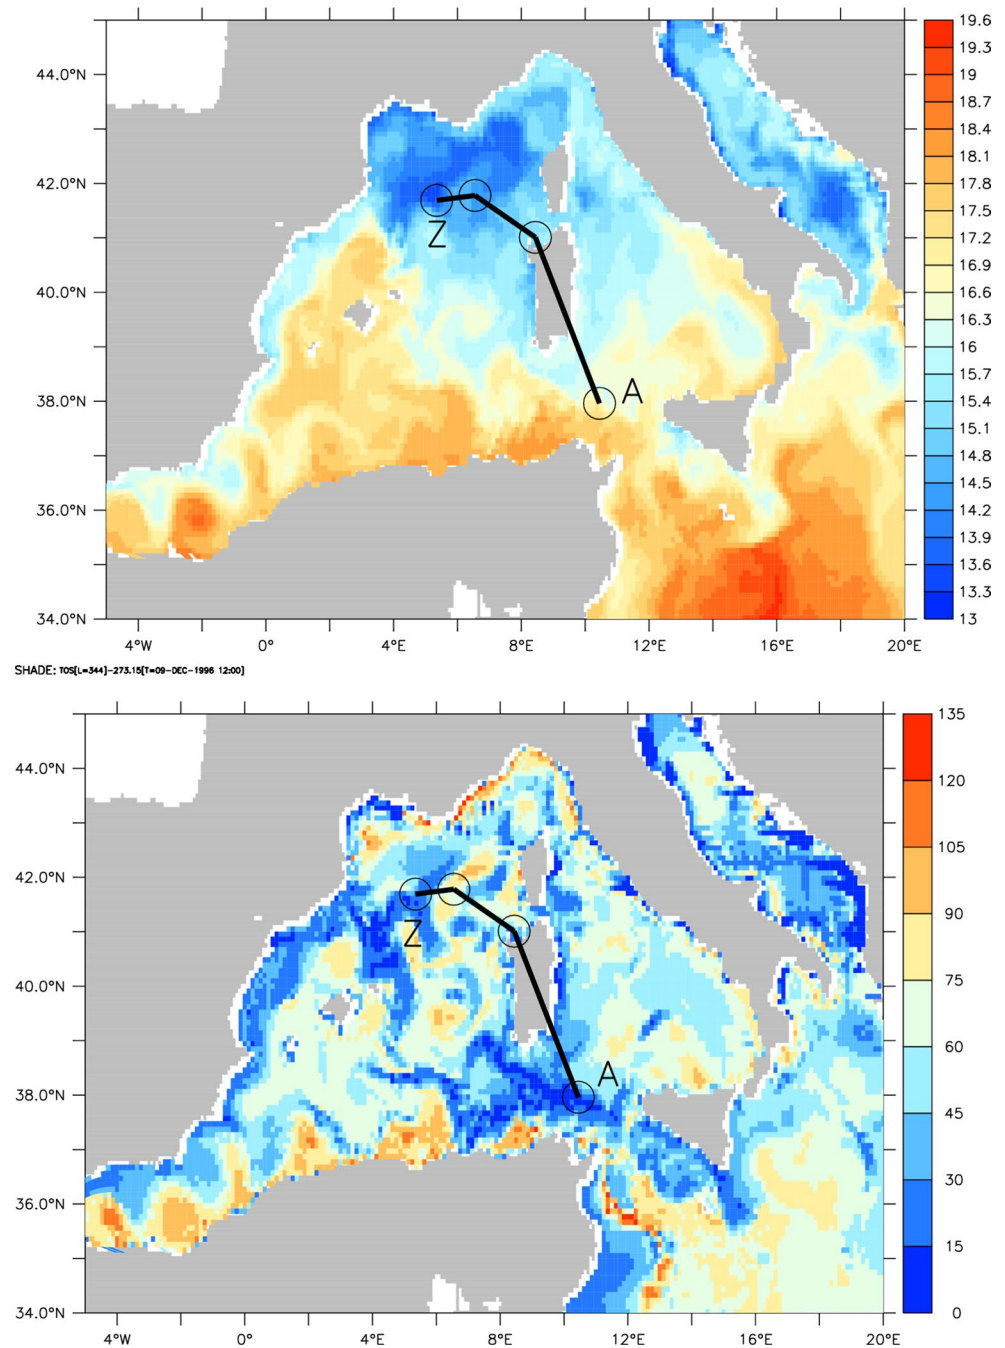 44.0°N
42.0°N
40.0°N
38.0°N
36.0°N
34.0°N
4°W 0° 4°E 8°E 12°E 16°E 20°E
Z
A
19.6
19.3
19
18.7
18.4
18.1
17.8
17.5
17.2
16.9
16.6
16.3
16
15.7
15.4
15.1
14.8
14.5
14.2
13.9
13.6
13.3
13
SHADE: TOS[L=344]-273.15[T=09-DEC-1996 12:00]
44.0°N
42.0°N
40.0°N
38.0°N
36.0°N
34.0°N
4°W 0° 4°E 8°E 12°E 16°E 20°E
Z
A
135
120
105
90
75
60
45
30
15
0